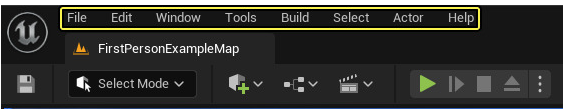 File Edit Window Tools Build Select Actor Help
FirstPersonExampleMap
Select Mode